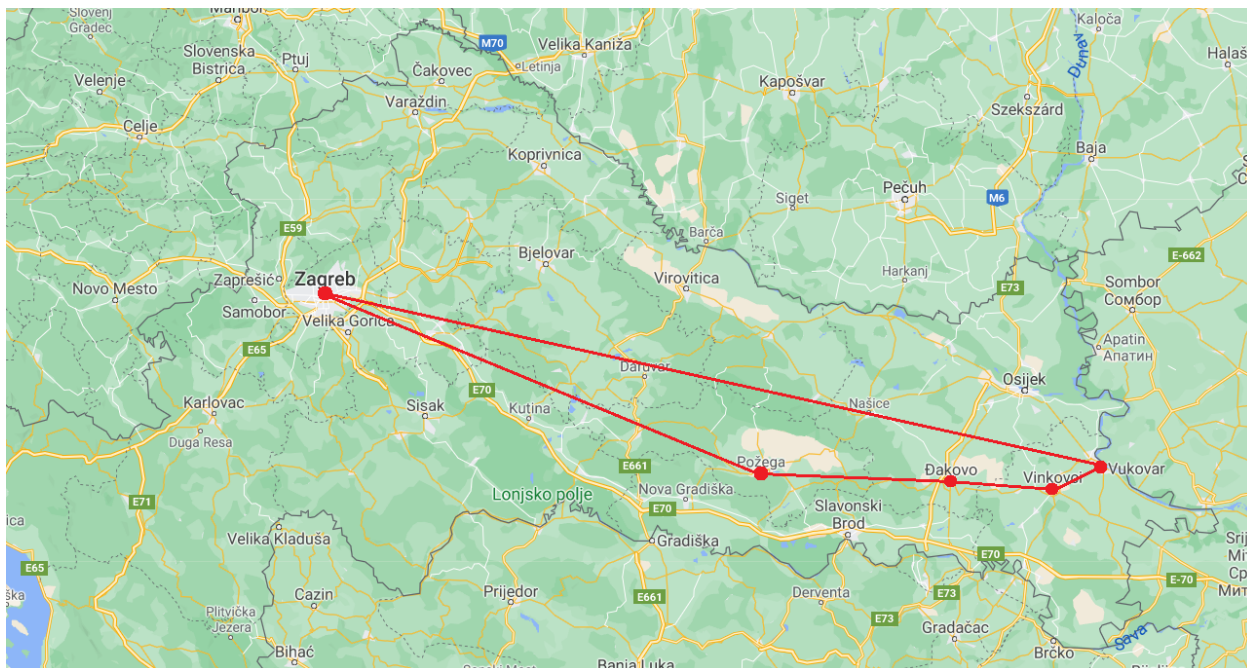 Slovenj
Gradec
Maribor
Slovenska
Bistrica
Ptuj
Velenje
Celje
Čakovec
Varaždin
M70
Letinja
Velika Kaniža
Kapošvar
Dunav
Kaloča
Halaš
Szekszárd
Baja
Koprivnica
Pečuh
M6
Siget
Barča
E59
Bjelovar
Virovitica
Harkanj
E73
E-662
Sombor
Сомбор
Novo Mesto
Zaprešić
Samobor
Zagreb
Velika Gorica
E65
Apatin
Апатин
Daruvar
E70
Osijek
Karlovac
Duga Resa
Sisak
Kutina
Našice
Požega
Đakovo
Vinkovci
Vukovar
E661
Lonjsko polje
Nova Gradiška
E70
Slavonski
Brod
E71
Velika Kladuša
Gradiška
E70
E65
E-70
Cazin
Prijedor
E661
Derventa
E73
E73
Plitvička
Jezera
Gradačac
Bihać
Banja Luka
Brčko
Sava